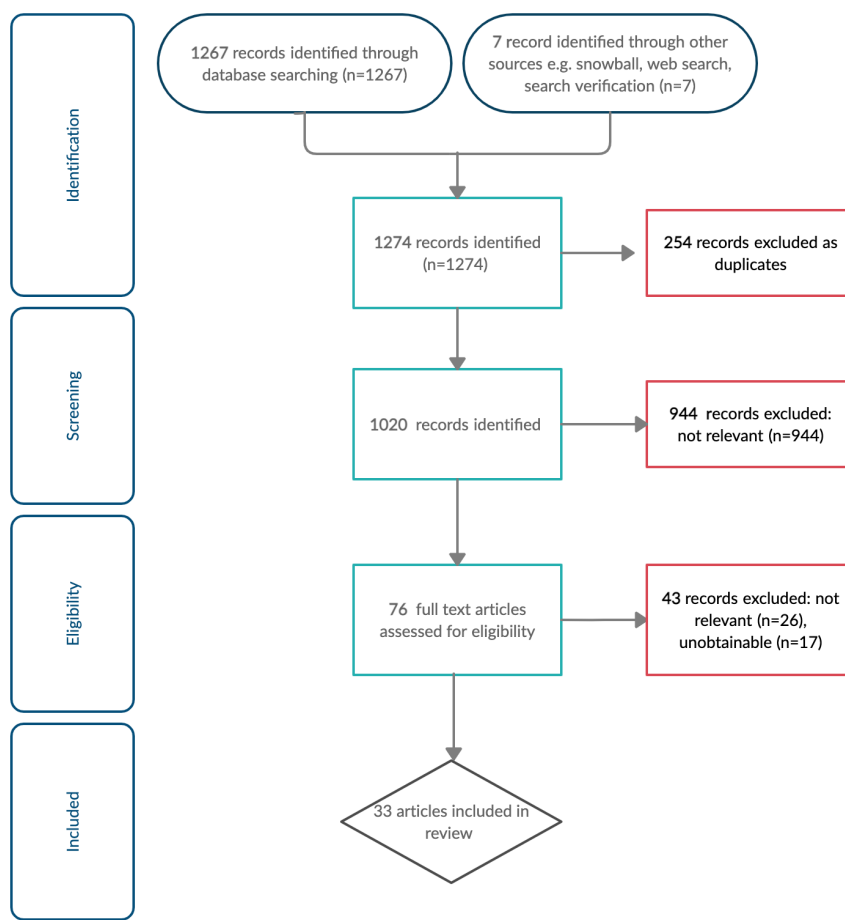 Identification
1267 records identified through
database searching (n=1267)
7 record identified through other
sources e.g. snowball, web search,
search verification (n=7)
1274 records identified
(n=1274)
254 records excluded as
duplicates
Screening
1020 records identified
944 records excluded:
not relevant (n=944)
Eligibility
76 full text articles
assessed for eligibility
43 records excluded: not
relevant (n=26),
unobtainable (n=17)
Included
33 articles included in
review